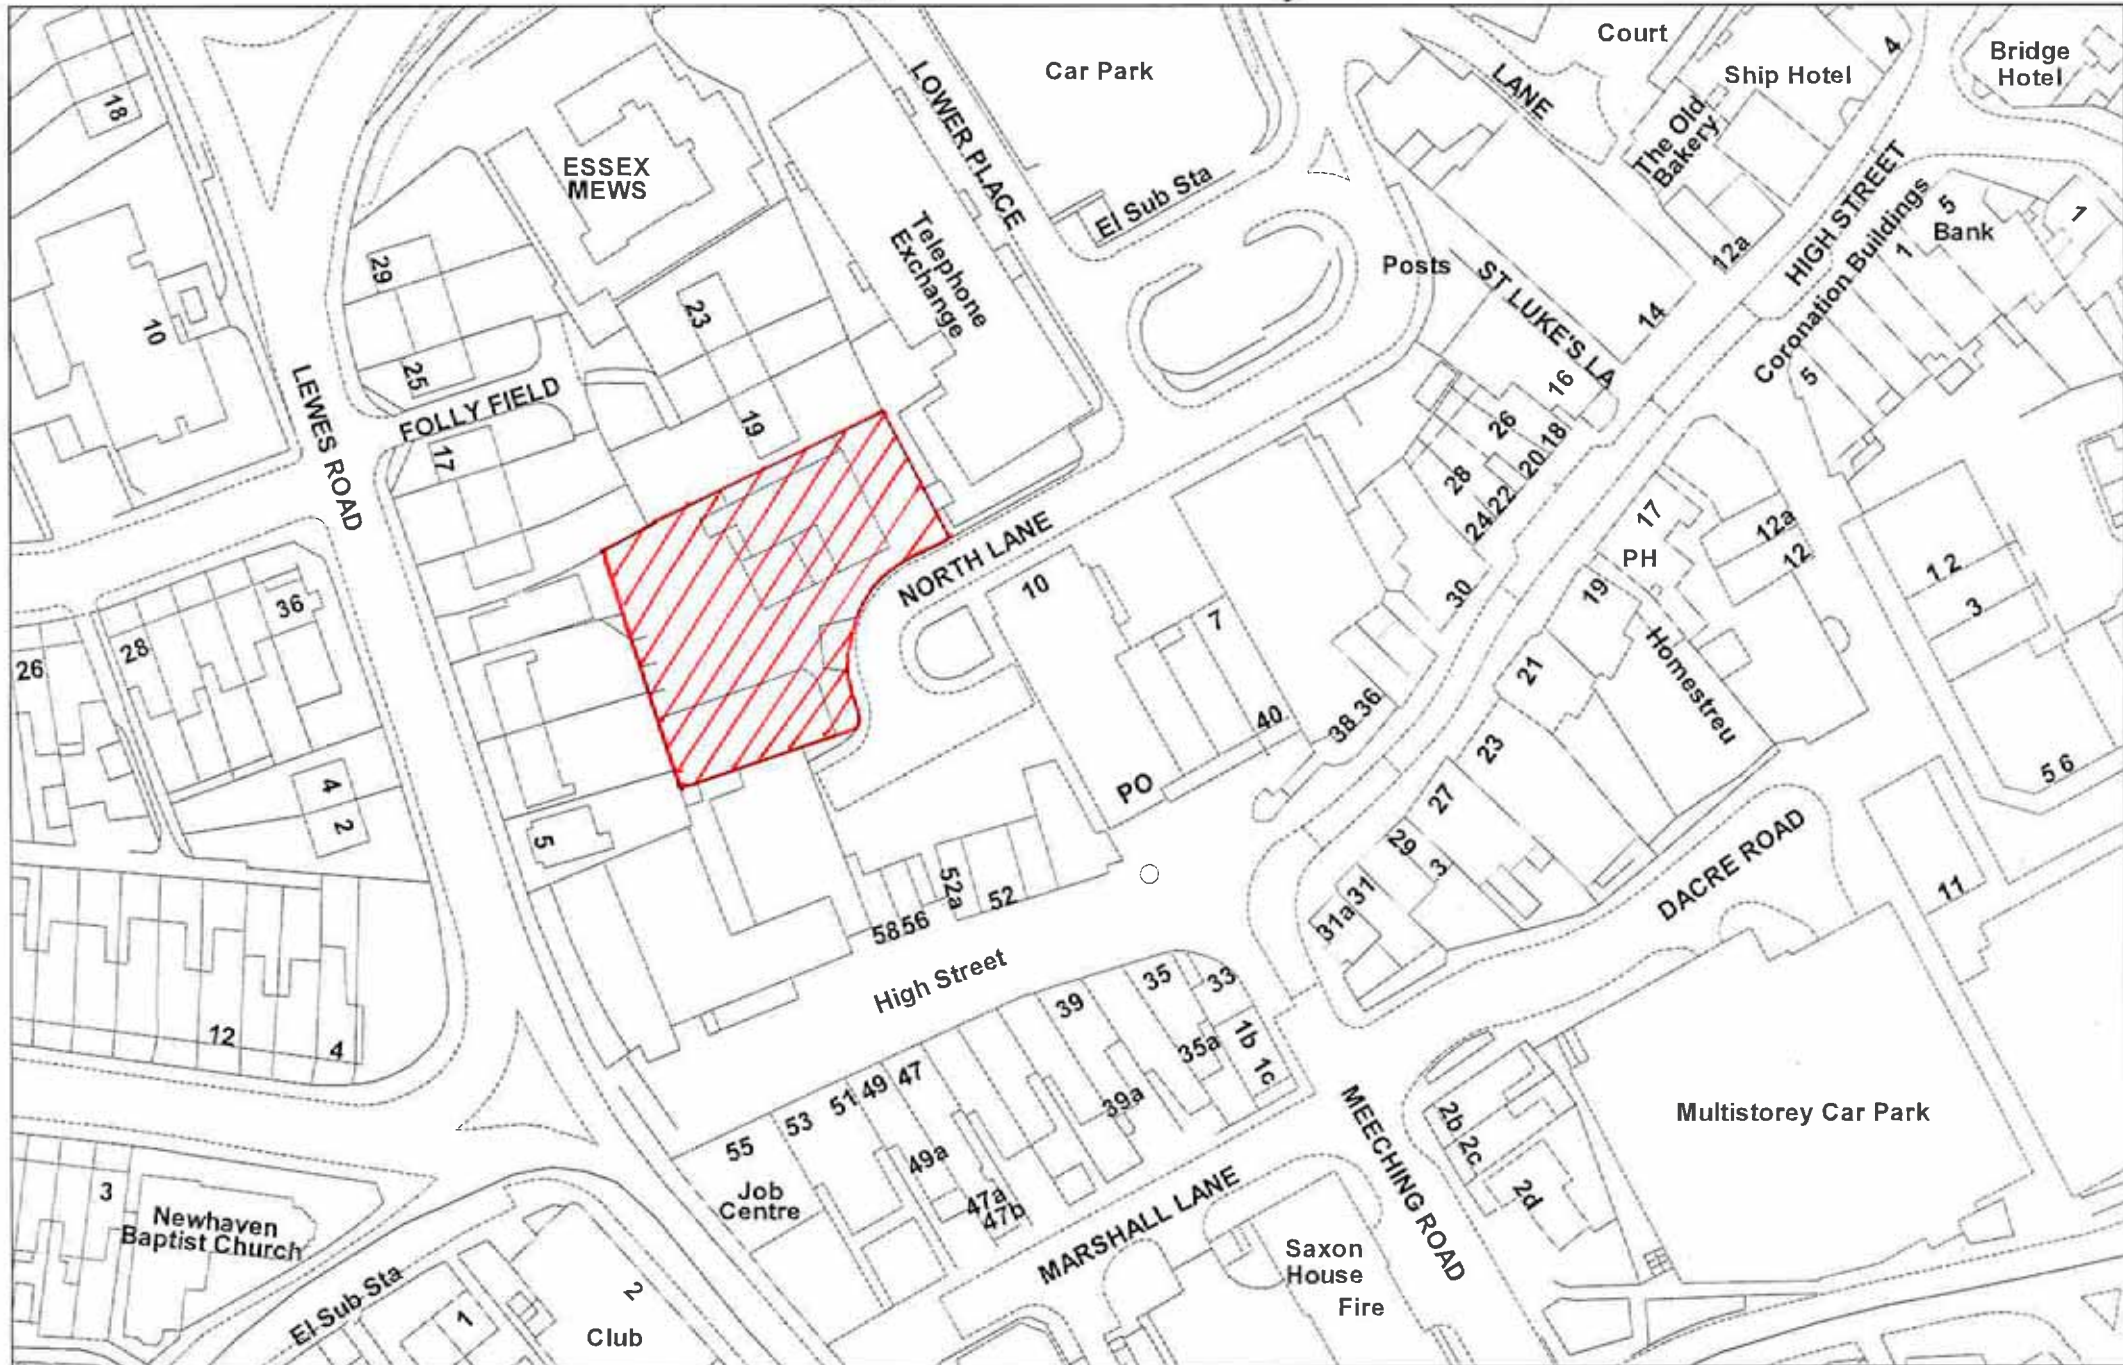 Court
Car Park
Ship Hotel
4
Bridge
Hotel
18
LOWER PLACE
LANE
The Old
Bakery
ESSEX
MEWS
El Sub Sta
HIGH STREET
Coronation Buildings
5
Bank
1
1
12a
29
Telephone
Exchange
Posts
ST LUKE'S LA
14
10
23
25
16
5
LEWES ROAD
FOLLY FIELD
19
17
26
18
20
28
22
24
17
PH
12a
12
NORTH LANE
10
30
19
1 2
3
36
28
26
7
21
Homestreu
40
38 36
23
5 6
4
2
PO
27
5
29
3
DACRE ROAD
11
52a
52
31
31a
58 56
High Street
35
33
39
12
4
1b
1c
35a
55
53
51
49
47
39a
49a
47a
47b
MEECHING ROAD
2b 2c
2d
Multistorey Car Park
3
Newhaven
Baptist Church
Job
Centre
MARSHALL LANE
Saxon
House
Fire
El Sub Sta
1
2
Club